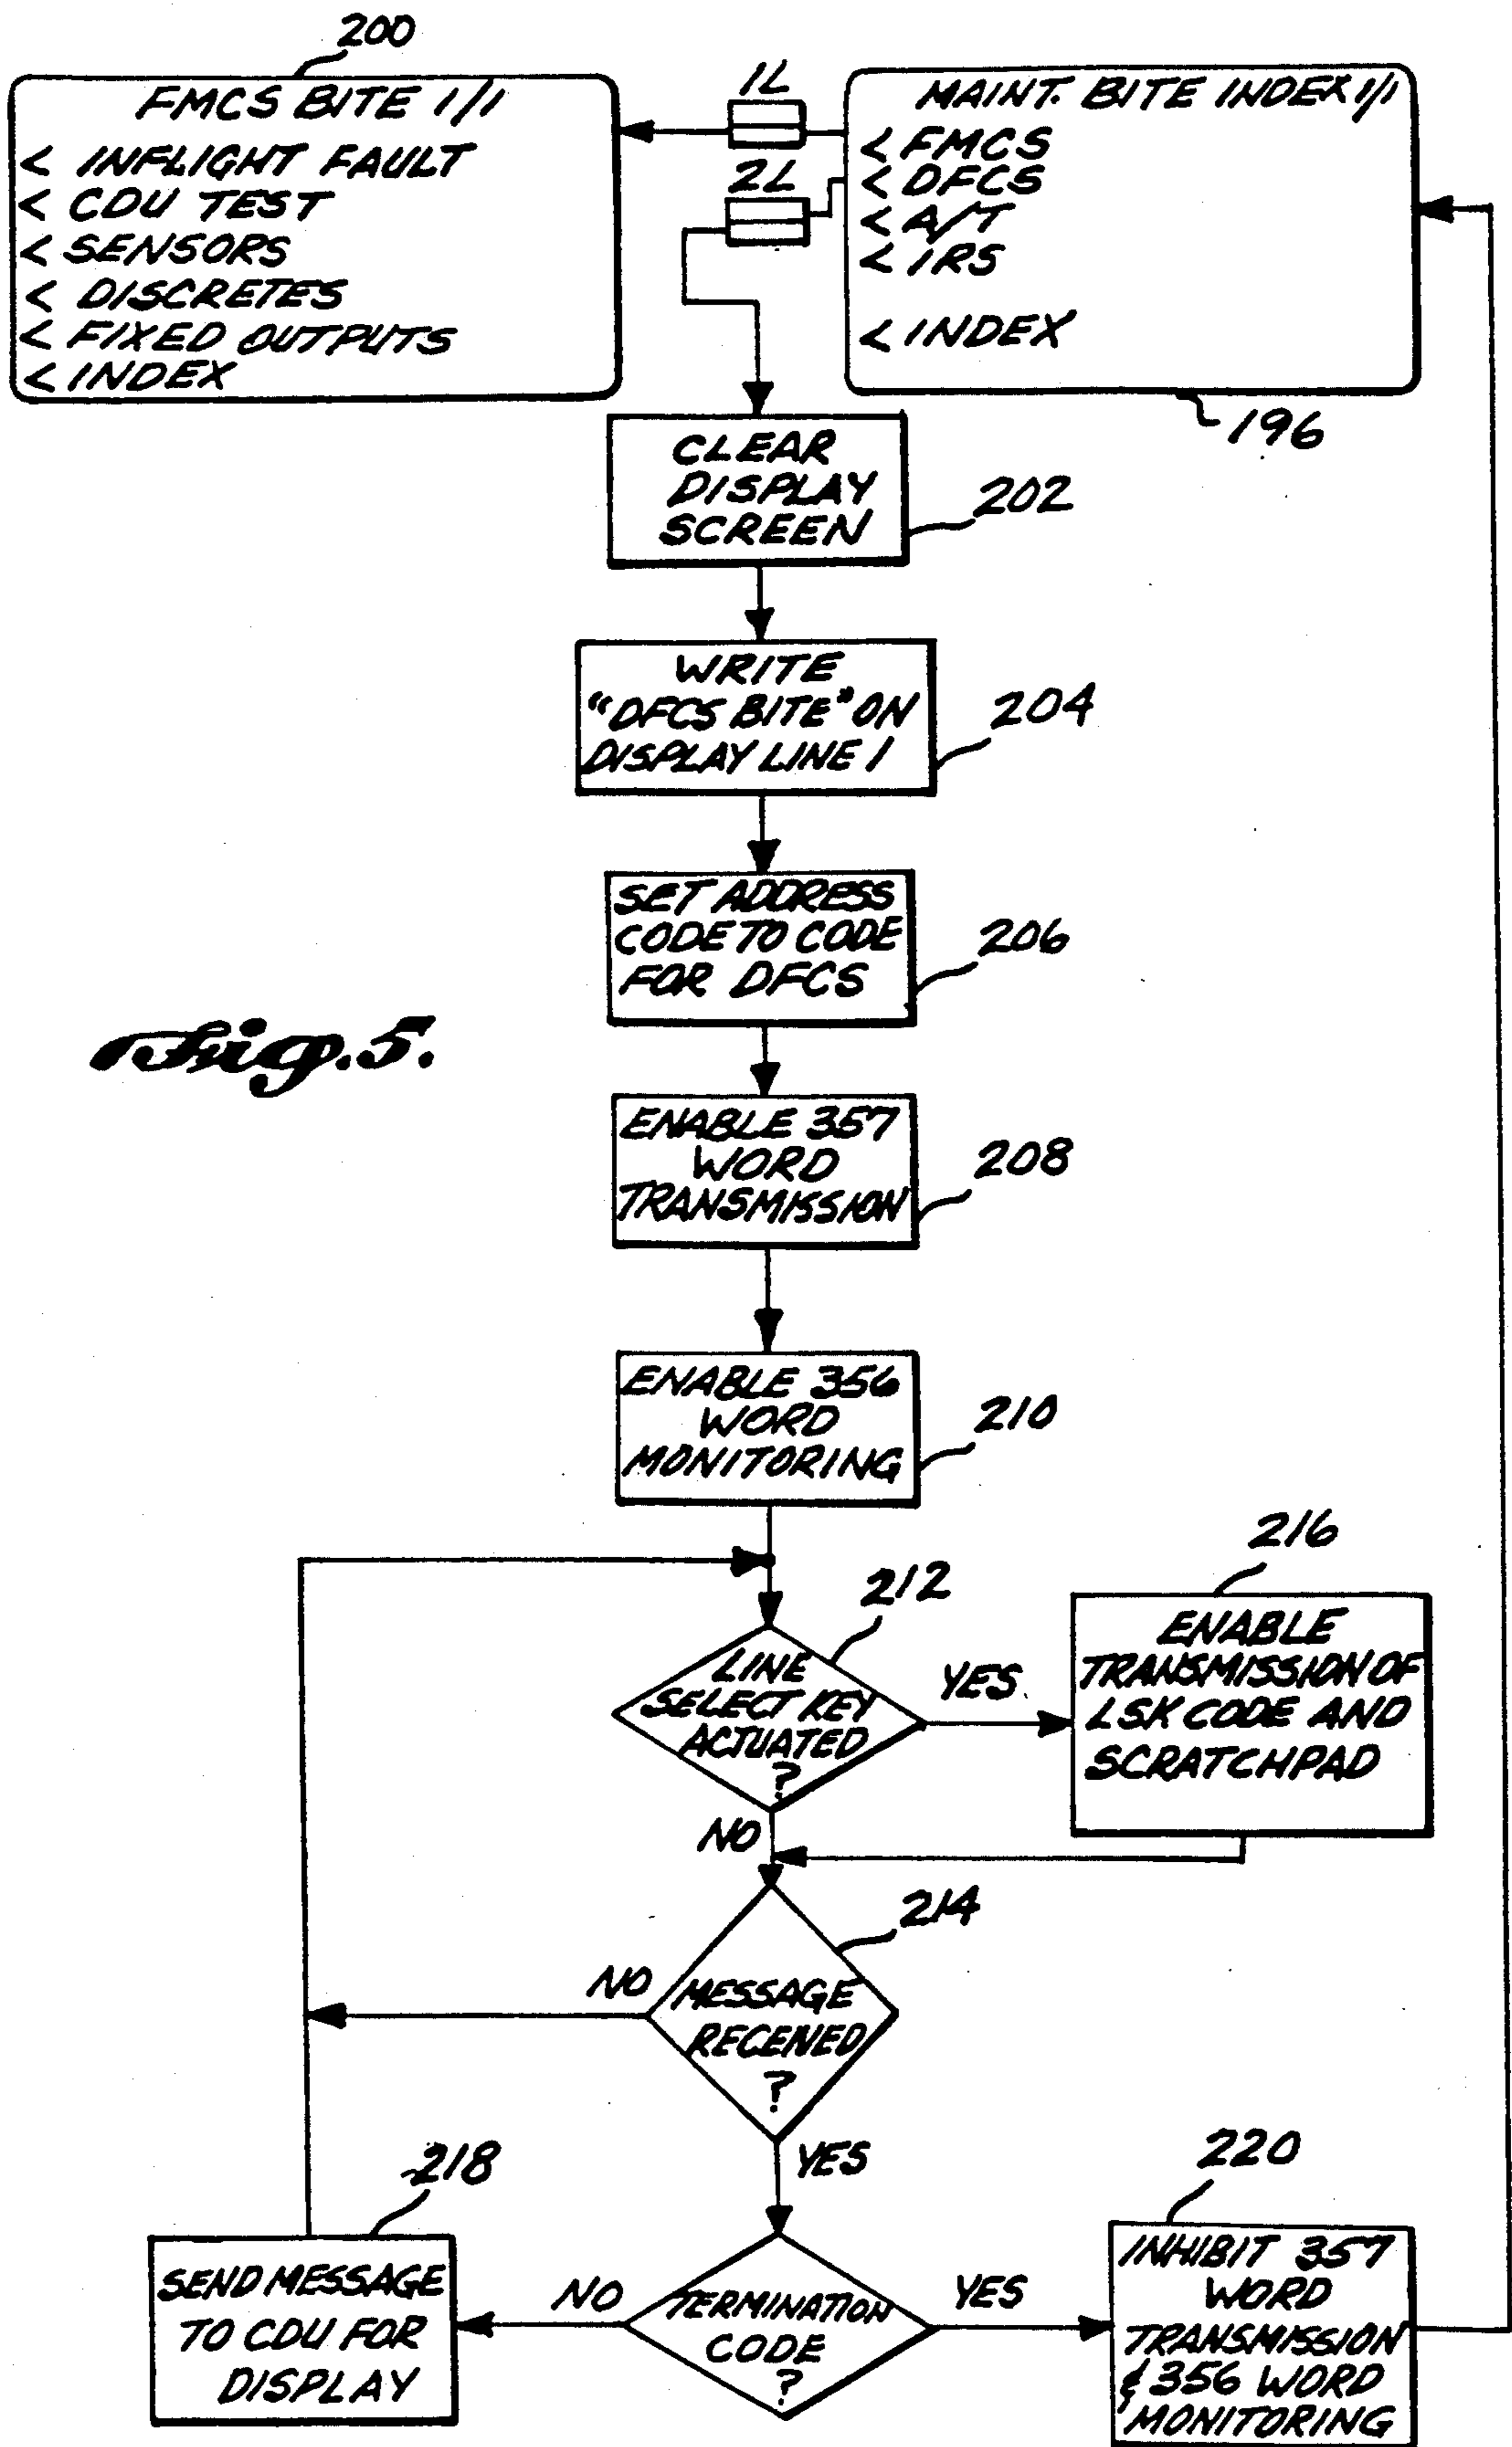 200
FMCS BITE 1/1
< INFLIGHT FAULT
< CDU TEST
< SENSORS
< DISCRETES
< FIXED OUTPUTS
< INDEX
1L
2L
MAINT. BITE INDEX 1/1
< FMCS
< DFCS
< A/T
< IRS
< INDEX
196
CLEAR
DISPLAY
SCREEN
202
WRITE
"DFCS BITE" ON
DISPLAY LINE 1
204
SET ADDRESS
CODE TO CODE
FOR DFCS
206
Fig. 5.
ENABLE 357
WORD
TRANSMISSION
208
ENABLE 356
WORD
MONITORING
210
212
LINE
SELECT KEY
ACTUATED
?
YES
216
ENABLE
TRANSMISSION OF
LSK CODE AND
SCRATCHPAD
NO
214
MESSAGE
RECEIVED
?
NO
YES
218
SEND MESSAGE
TO CDU FOR
DISPLAY
NO
TERMINATION
CODE
?
YES
220
INHIBIT 357
WORD
TRANSMISSION
& 356 WORD
MONITORING